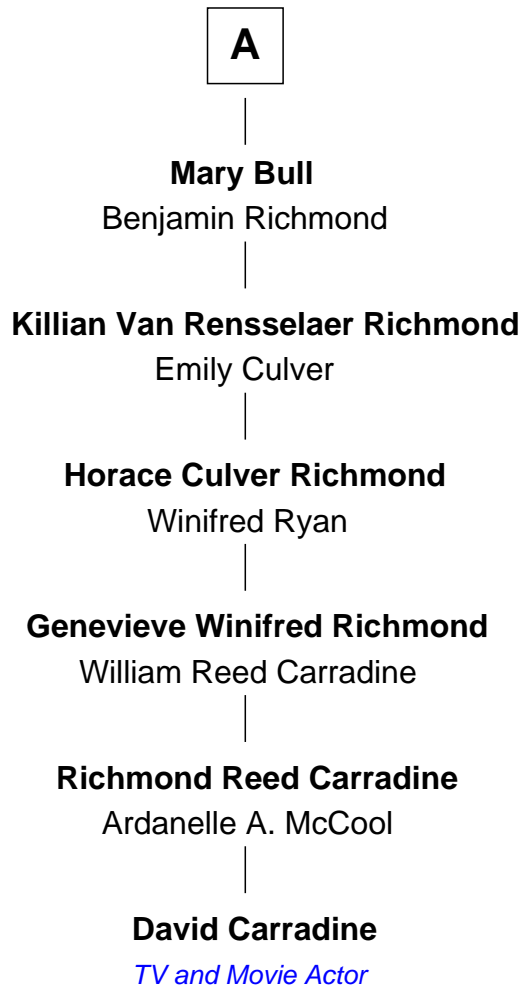 A
Mary Bull
Benjamin Richmond
Killian Van Rensselaer Richmond
Emily Culver
Horace Culver Richmond
Winifred Ryan
Genevieve Winifred Richmond
William Reed Carradine
Richmond Reed Carradine
Ardanelle A. McCool
David Carradine
TV and Movie Actor